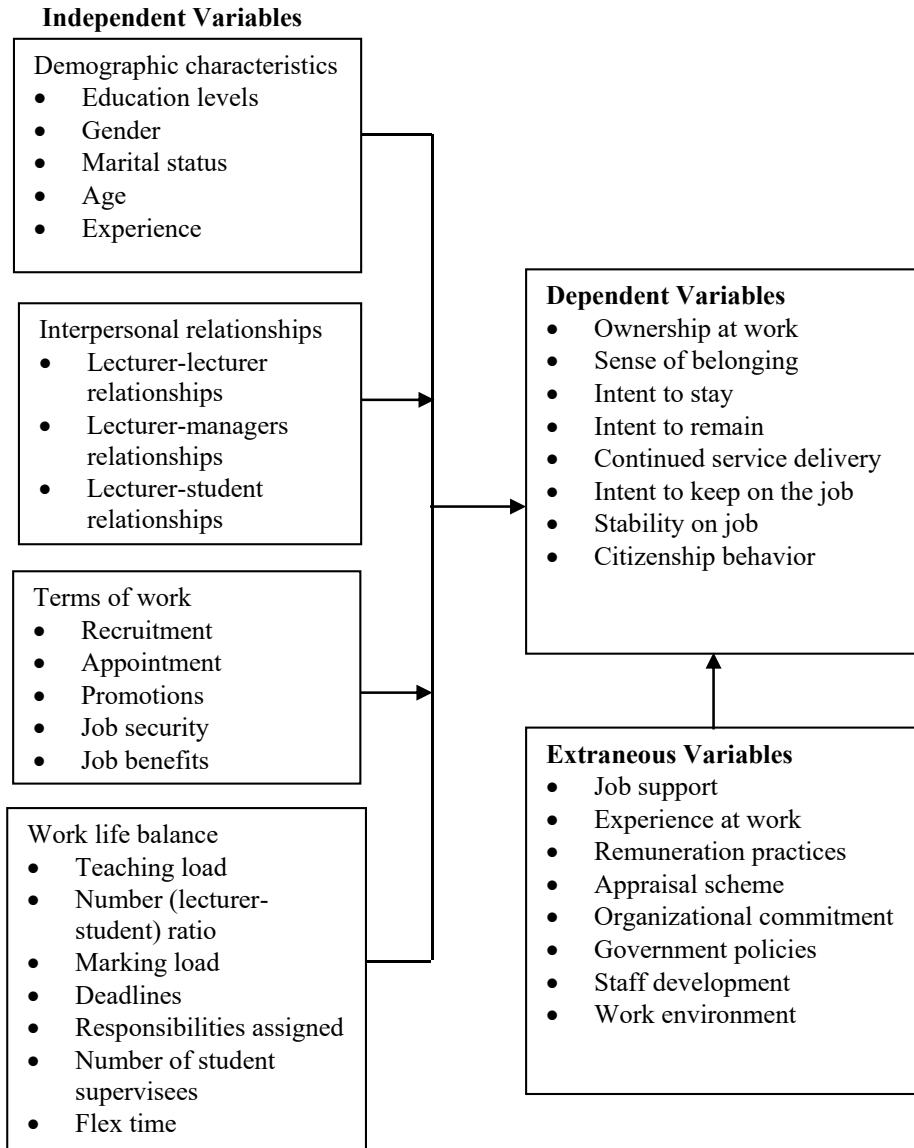 Independent Variables
Demographic characteristics
• Education levels
• Gender
• Marital status
• Age
• Experience
Interpersonal relationships
• Lecturer-lecturer
relationships
• Lecturer-managers
relationships
• Lecturer-student
relationships
Terms of work
• Recruitment
• Appointment
• Promotions
• Job security
• Job benefits
Work life balance
• Teaching load
• Number (lecturer-
student) ratio
• Marking load
• Deadlines
• Responsibilities assigned
• Number of student
supervisees
• Flex time
Dependent Variables
• Ownership at work
• Sense of belonging
• Intent to stay
• Intent to remain
• Continued service delivery
• Intent to keep on the job
• Stability on job
• Citizenship behavior
Extraneous Variables
• Job support
• Experience at work
• Remuneration practices
• Appraisal scheme
• Organizational commitment
• Government policies
• Staff development
• Work environment